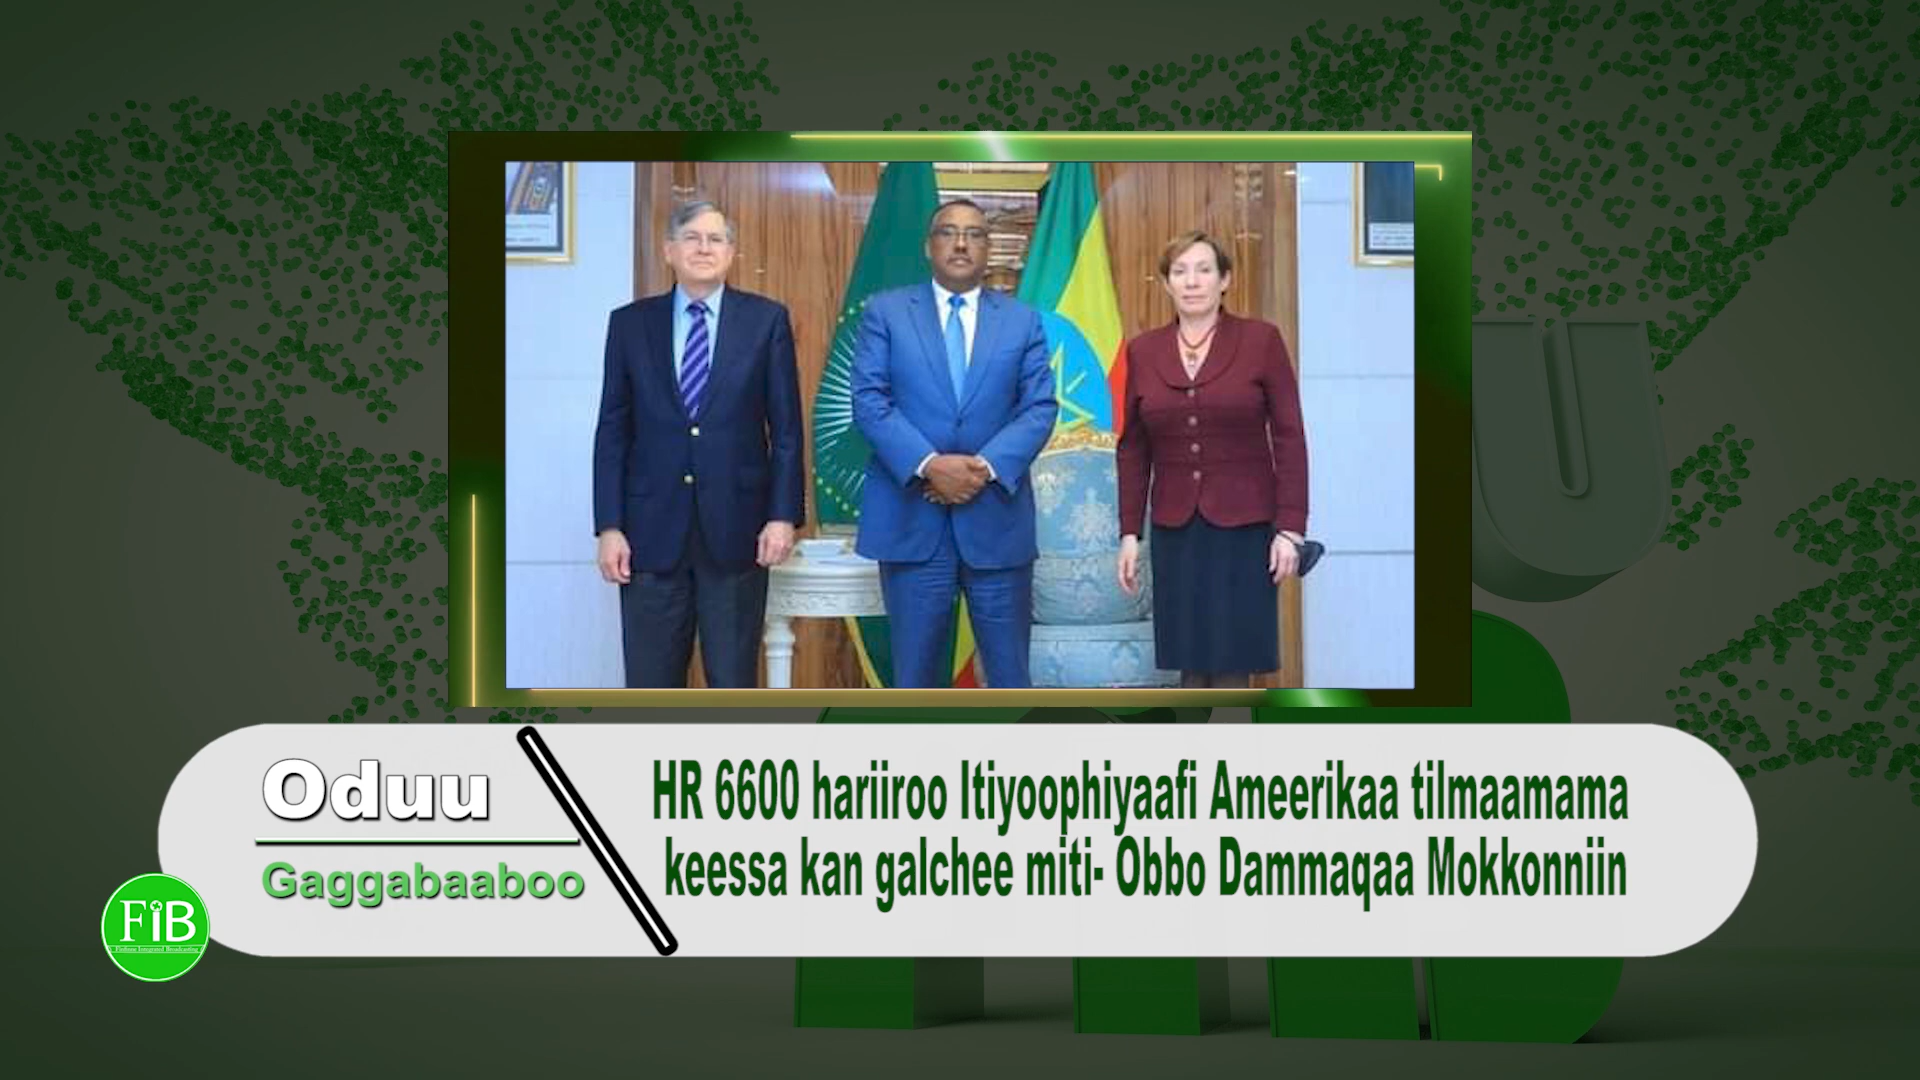 Oduu
Gaggabaaboo
HR 6600 hariiroo Itiyoophiyaafi Ameerikaa tilmaamama
keessa kan galchee miti- Obbo Dammaqaa Mokkonniin
FiB